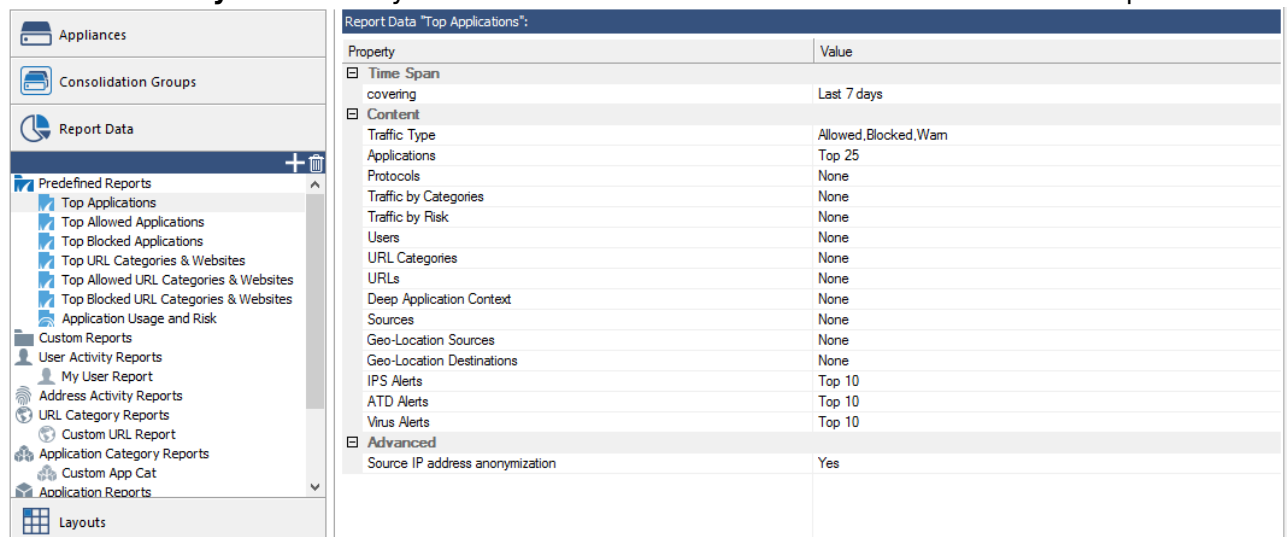 Appliances
Consolidation Groups
Report Data
Predefined Reports
Top Applications
Top Allowed Applications
Top Blocked Applications
Top URL Categories & Websites
Top Allowed URL Categories & Websites
Top Blocked URL Categories & Websites
Application Usage and Risk
Custom Reports
User Activity Reports
My User Report
Address Activity Reports
URL Category Reports
Custom URL Report
Application Category Reports
Custom App Cat
Application Reports
Layouts
Report Data "Top Applications":
Property Value
Time Span
covering Last 7 days
Content
Traffic Type Allowed,Blocked,Warn
Applications Top 25
Protocols None
Traffic by Categories None
Traffic by Risk None
Users None
URL Categories None
URLs None
Deep Application Context None
Sources None
Geo-Location Sources None
Geo-Location Destinations None
IPS Alerts Top 10
ATD Alerts Top 10
Virus Alerts Top 10
Advanced
Source IP address anonymization Yes